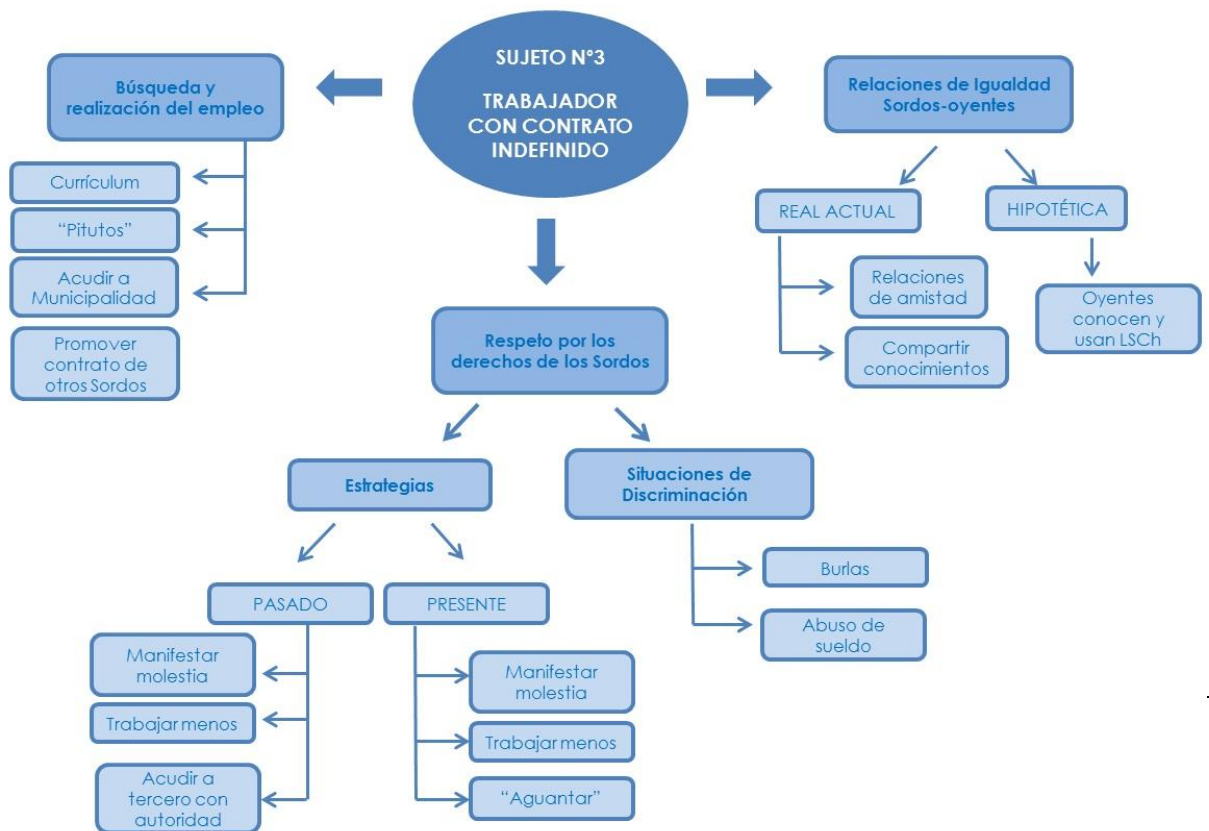 SUJETO N°3
TRABAJADOR
CON CONTRATO
INDEFINIDO
Búsqueda y
realización del empleo
Currículum
"Pitutos"
Acudir a
Municipalidad
Promover
contrato de
otros Sordos
Relaciones de Igualdad
Sordos-oyentes
REAL ACTUAL
HIPOTÉTICA
Relaciones
de amistad
Compartir
conocimientos
Oyentes
conocen y
usan LSCh
Respeto por los
derechos de los Sordos
Estrategias
Situaciones de
Discriminación
PASADO
PRESENTE
Manifestar
molestia
Trabajar menos
Acudir a
tercero con
autoridad
Manifestar
molestia
Trabajar menos
"Aguantar"
Burlas
Abuso de
sueldo